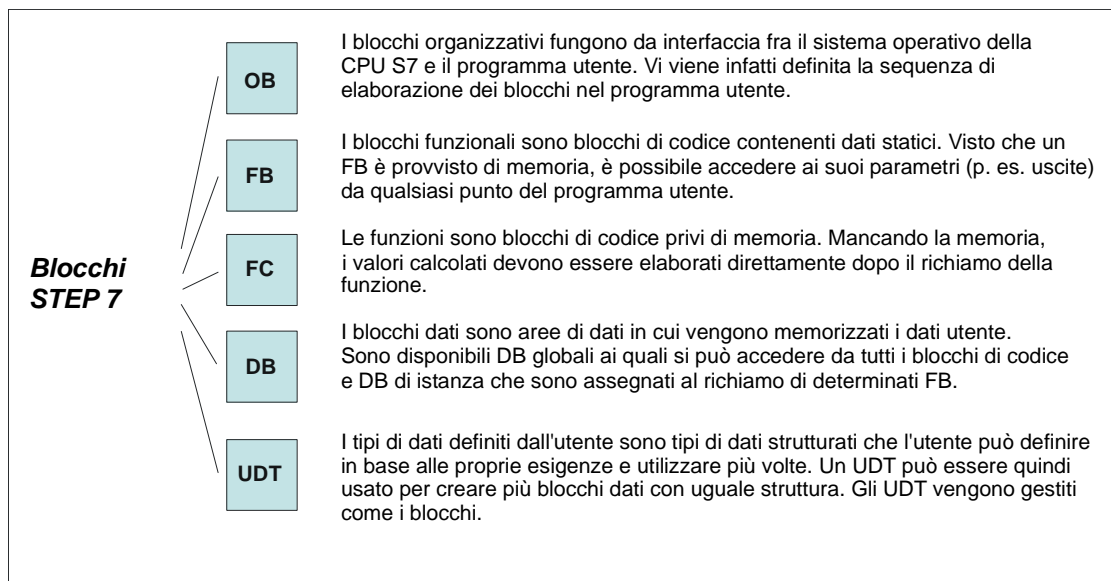 OB
I blocchi organizzativi fungono da interfaccia fra il sistema operativo della
CPU S7 e il programma utente. Vi viene infatti definita la sequenza di
elaborazione dei blocchi nel programma utente.
FB
I blocchi funzionali sono blocchi di codice contenenti dati statici. Visto che un
FB è provvisto di memoria, è possibile accedere ai suoi parametri (p. es. uscite)
da qualsiasi punto del programma utente.
Blocchi
STEP 7
FC
Le funzioni sono blocchi di codice privi di memoria. Mancando la memoria,
i valori calcolati devono essere elaborati direttamente dopo il richiamo della
funzione.
DB
I blocchi dati sono aree di dati in cui vengono memorizzati i dati utente.
Sono disponibili DB globali ai quali si può accedere da tutti i blocchi di codice
e DB di istanza che sono assegnati al richiamo di determinati FB.
UDT
I tipi di dati definiti dall'utente sono tipi di dati strutturati che l'utente può definire
in base alle proprie esigenze e utilizzare più volte. Un UDT può essere quindi
usato per creare più blocchi dati con uguale struttura. Gli UDT vengono gestiti
come i blocchi.